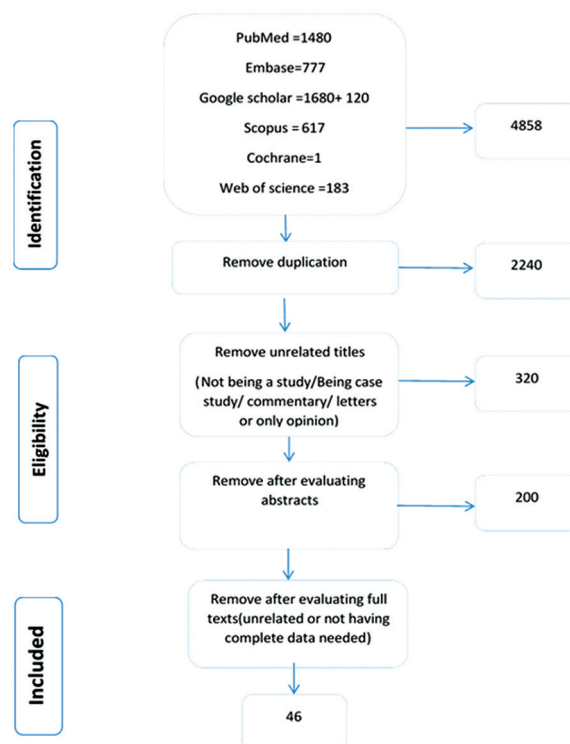 Identification
PubMed =1480
Embase=777
Google scholar =1680+ 120
Scopus = 617
Cochrane=1
Web of science =183
4858
Remove duplication
2240
Eligibility
Remove unrelated titles
(Not being a study/Being case
study/ commentary/ letters
or only opinion)
320
Remove after evaluating
abstracts
200
Included
Remove after evaluating full
texts(unrelated or not having
complete data needed)
46